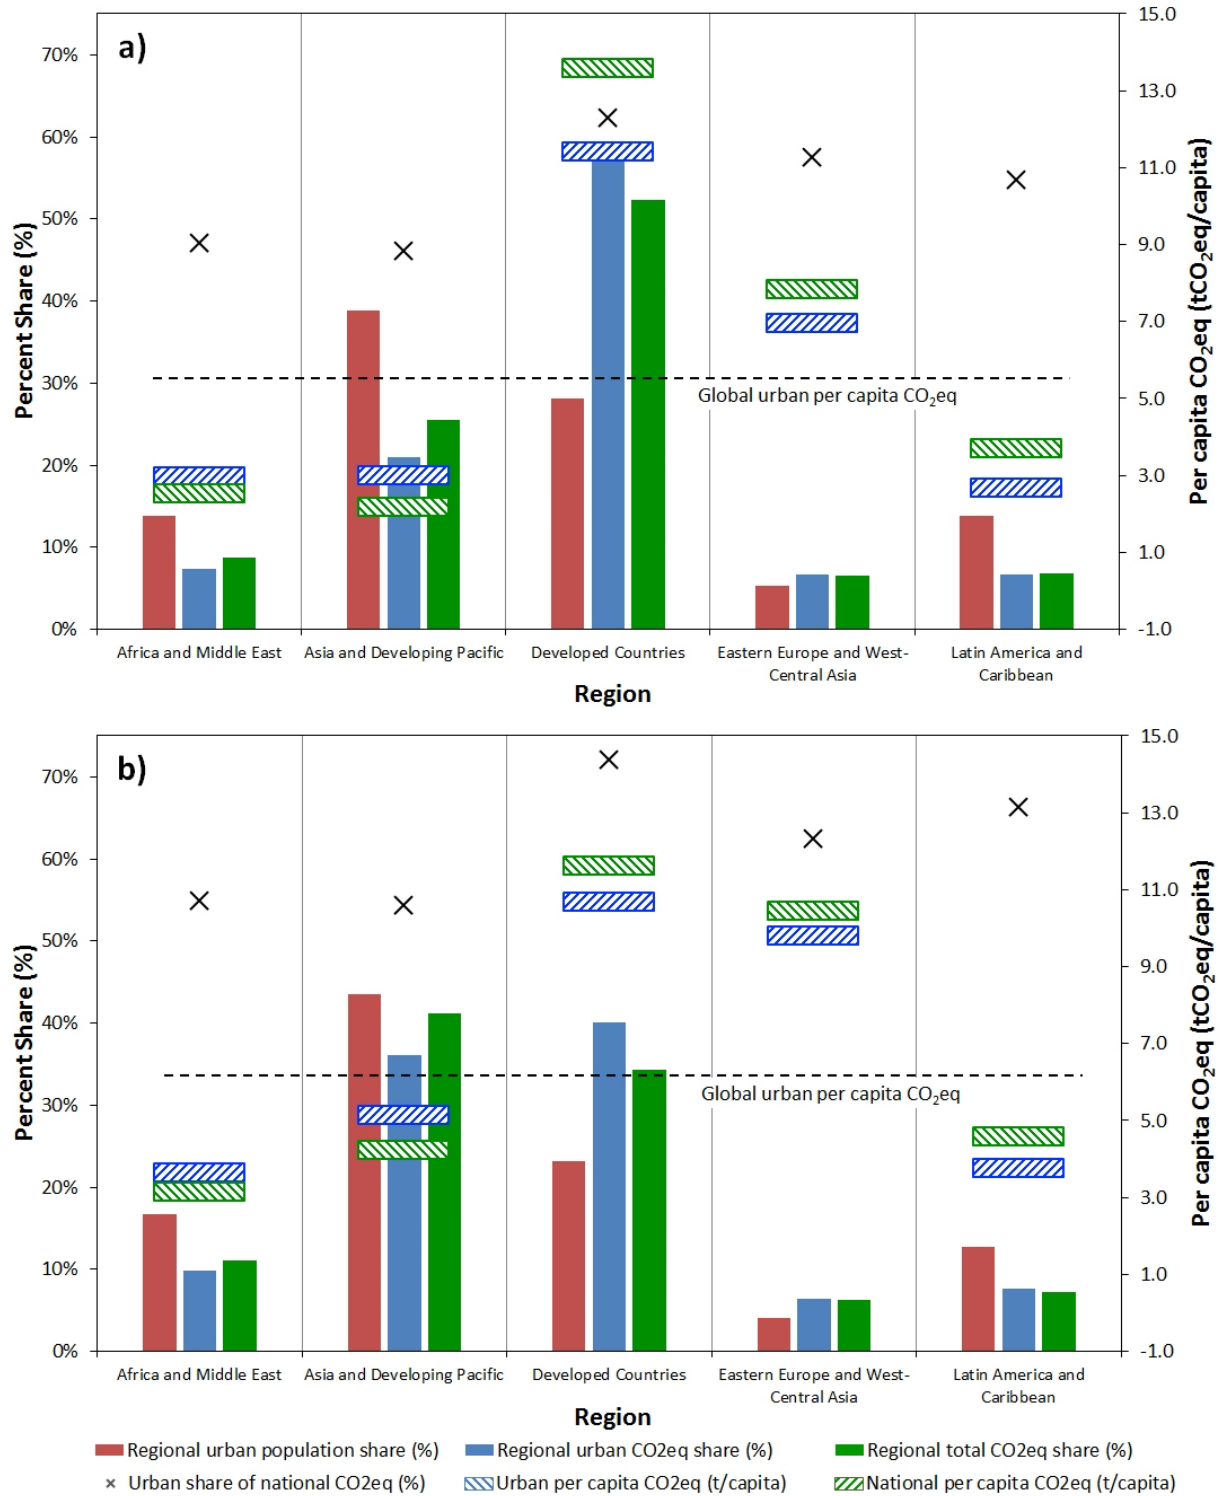 a)
70%
60%
50%
40%
30%
20%
10%
0%
Percent Share (%)
15.0
13.0
11.0
9.0
7.0
5.0
3.0
1.0
-1.0
Per capita CO₂eq (tCO₂eq/capita)
Global urban per capita CO₂eq
Africa and Middle East
Asia and Developing Pacific
Developed Countries
Eastern Europe and West-
Central Asia
Latin America and
Caribbean
Region
b)
70%
60%
50%
40%
30%
20%
10%
0%
Percent Share (%)
15.0
13.0
11.0
9.0
7.0
5.0
3.0
1.0
-1.0
Per capita CO₂eq (tCO₂eq/capita)
Global urban per capita CO₂eq
Africa and Middle East
Asia and Developing Pacific
Developed Countries
Eastern Europe and West-
Central Asia
Latin America and
Caribbean
Region
Regional urban population share (%)
Regional urban CO2eq share (%)
Regional total CO2eq share (%)
Urban share of national CO2eq (%)
Urban per capita CO2eq (t/capita)
National per capita CO2eq (t/capita)